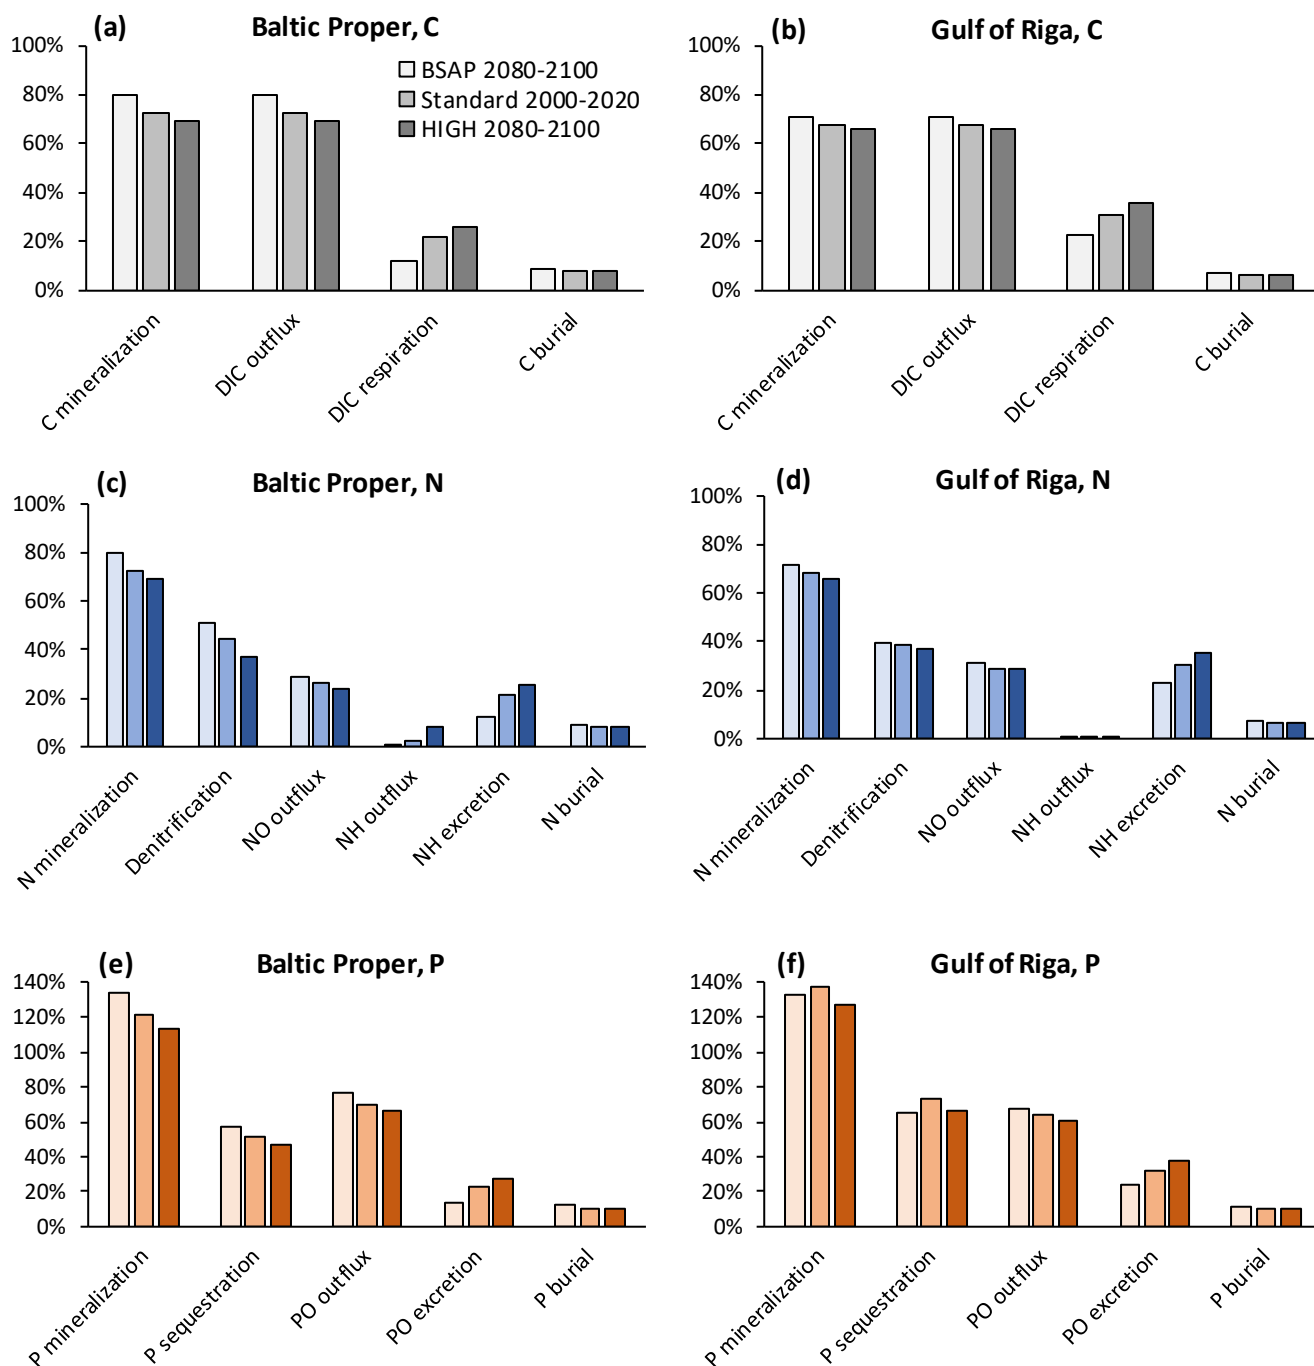 (a) Baltic Proper, C
100%
80%
60%
40%
20%
0%
BSAP 2080-2100
Standard 2000-2020
HIGH 2080-2100
C mineralization
DIC outflux
DIC respiration
C burial
(b) Gulf of Riga, C
100%
80%
60%
40%
20%
0%
C mineralization
DIC outflux
DIC respiration
C burial
(c) Baltic Proper, N
100%
80%
60%
40%
20%
0%
N mineralization
Denitrification
NO outflux
NH outflux
NH excretion
N burial
(d) Gulf of Riga, N
100%
80%
60%
40%
20%
0%
N mineralization
Denitrification
NO outflux
NH outflux
NH excretion
N burial
(e) Baltic Proper, P
140%
120%
100%
80%
60%
40%
20%
0%
P mineralization
P sequestration
PO outflux
PO excretion
P burial
(f) Gulf of Riga, P
140%
120%
100%
80%
60%
40%
20%
0%
P mineralization
P sequestration
PO outflux
PO excretion
P burial